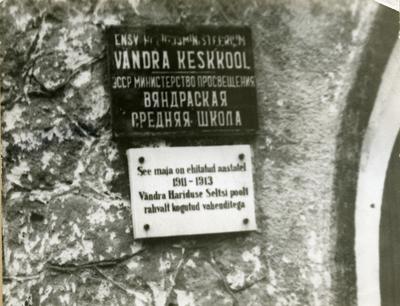 ENSV
VÄNDRA KESKKOOL
ЭССР МИНИСТЕРСТВО ПРОСВЕЩЕНИЯ
ВЯНДРАСКАЯ
СРЕДНЯЯ ШКОЛА
See maja on ehitatud aastatel
1911-1913
Vändra Hariduse Seltsi poolt
rahvalt kogutud vahenditega